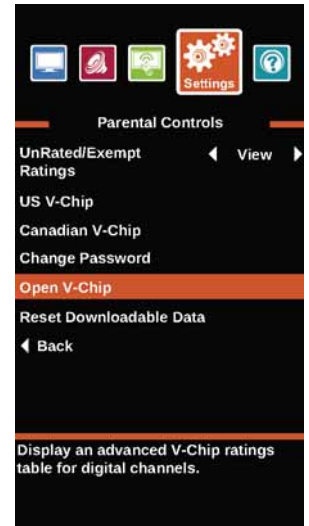 Settings
Parental Controls
UnRated/Exempt View
Ratings
US V-Chip
Canadian V-Chip
Change Password
Open V-Chip
Reset Downloadable Data
Back
Display an advanced V-Chip ratings
table for digital channels.